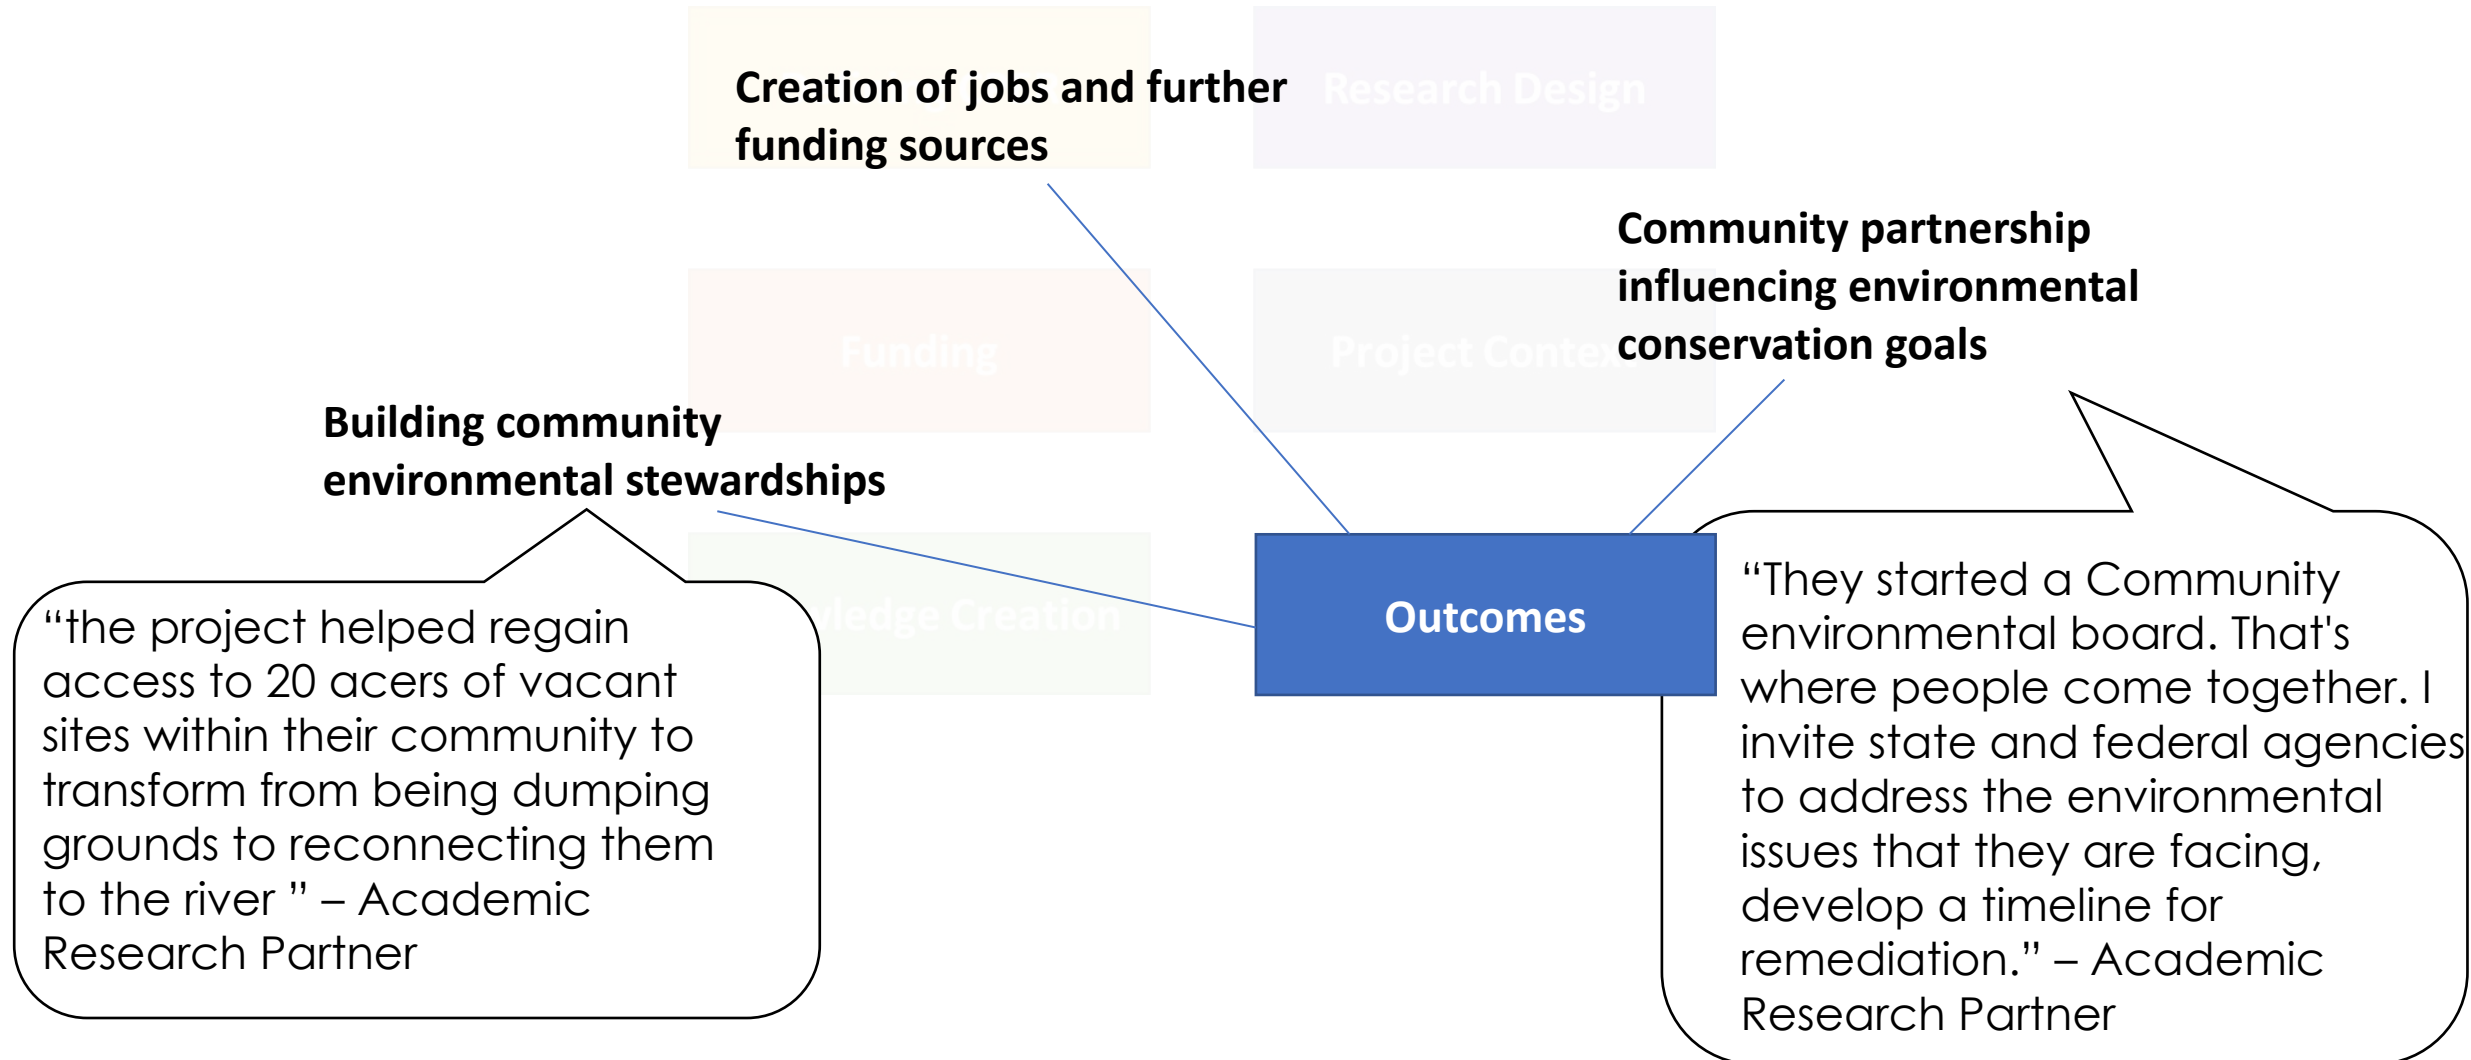 Creation of jobs and further
funding sources
Research Design
Community partnership
influencing environmental
conservation goals
Funding
Project Context
Building community
environmental stewardships
Creation
Outcomes
“the project helped regain
access to 20 acers of vacant
sites within their community to
transform from being dumping
grounds to reconnecting them
to the river ” – Academic
Research Partner
“They started a Community
environmental board. That's
where people come together. I
invite state and federal agencies
to address the environmental
issues that they are facing,
develop a timeline for
remediation.” – Academic
Research Partner